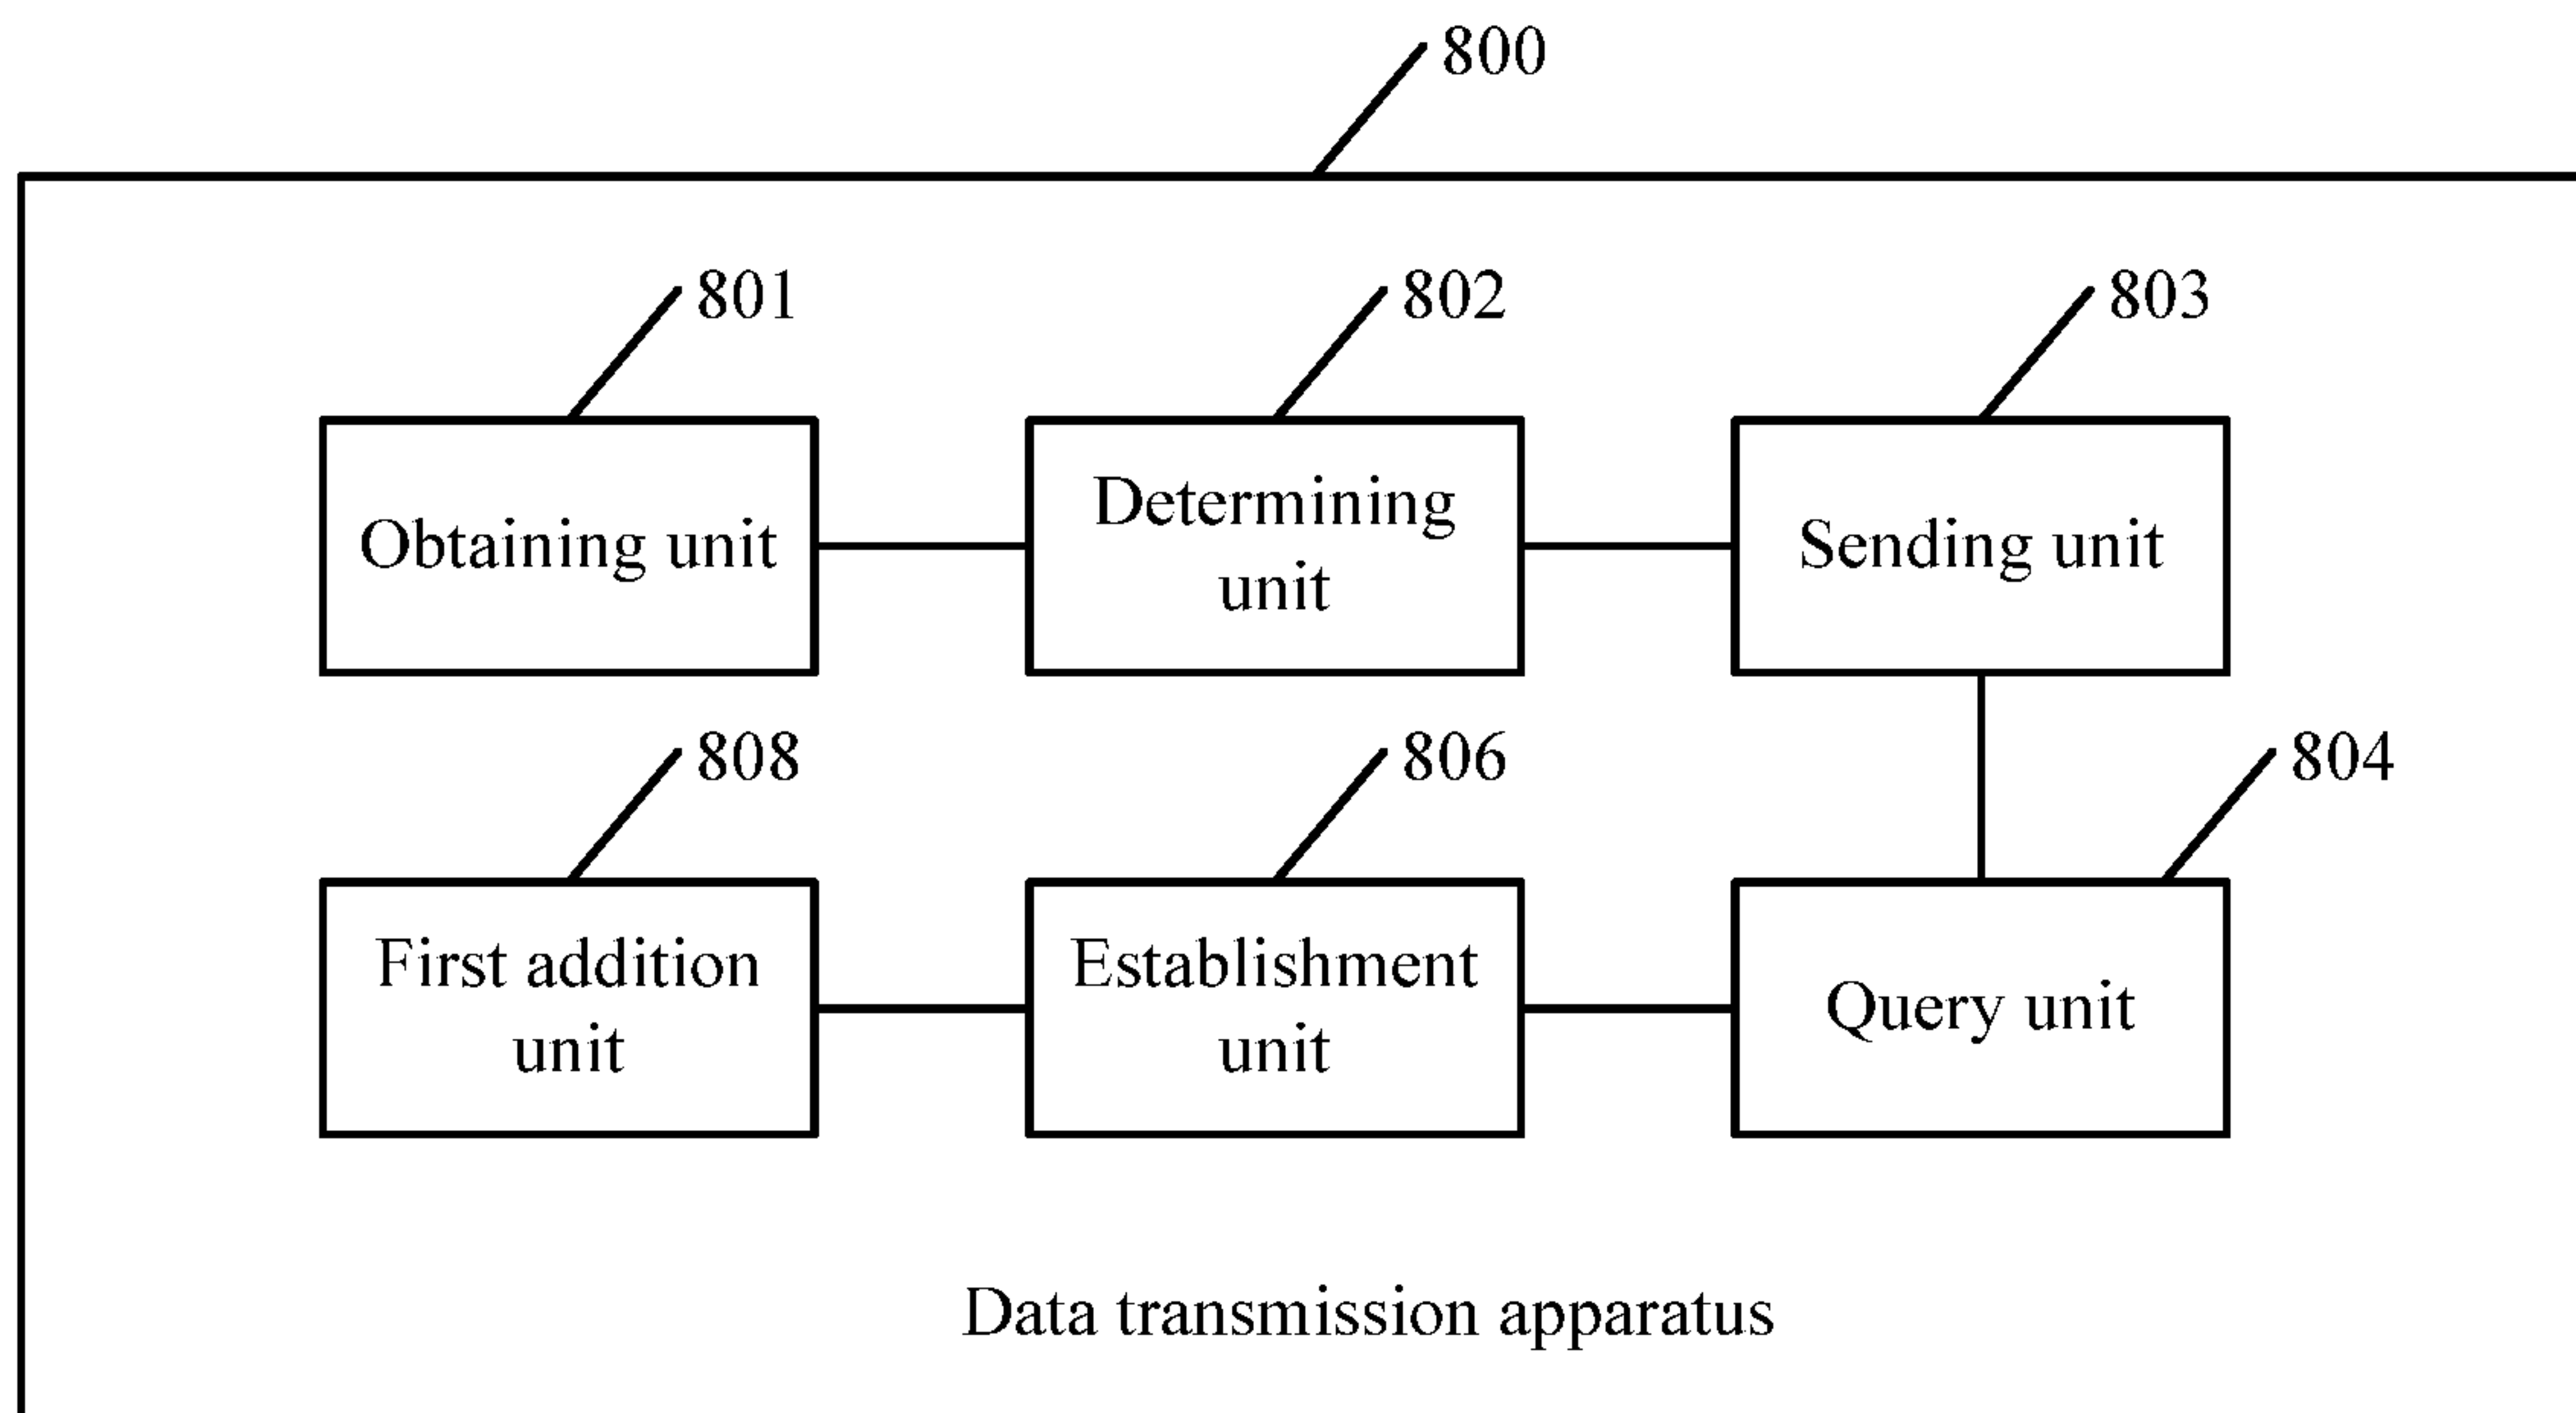 800
801
802
803
Obtaining unit
Determining
unit
Sending unit
808
806
804
First addition
unit
Establishment
unit
Query unit
Data transmission apparatus